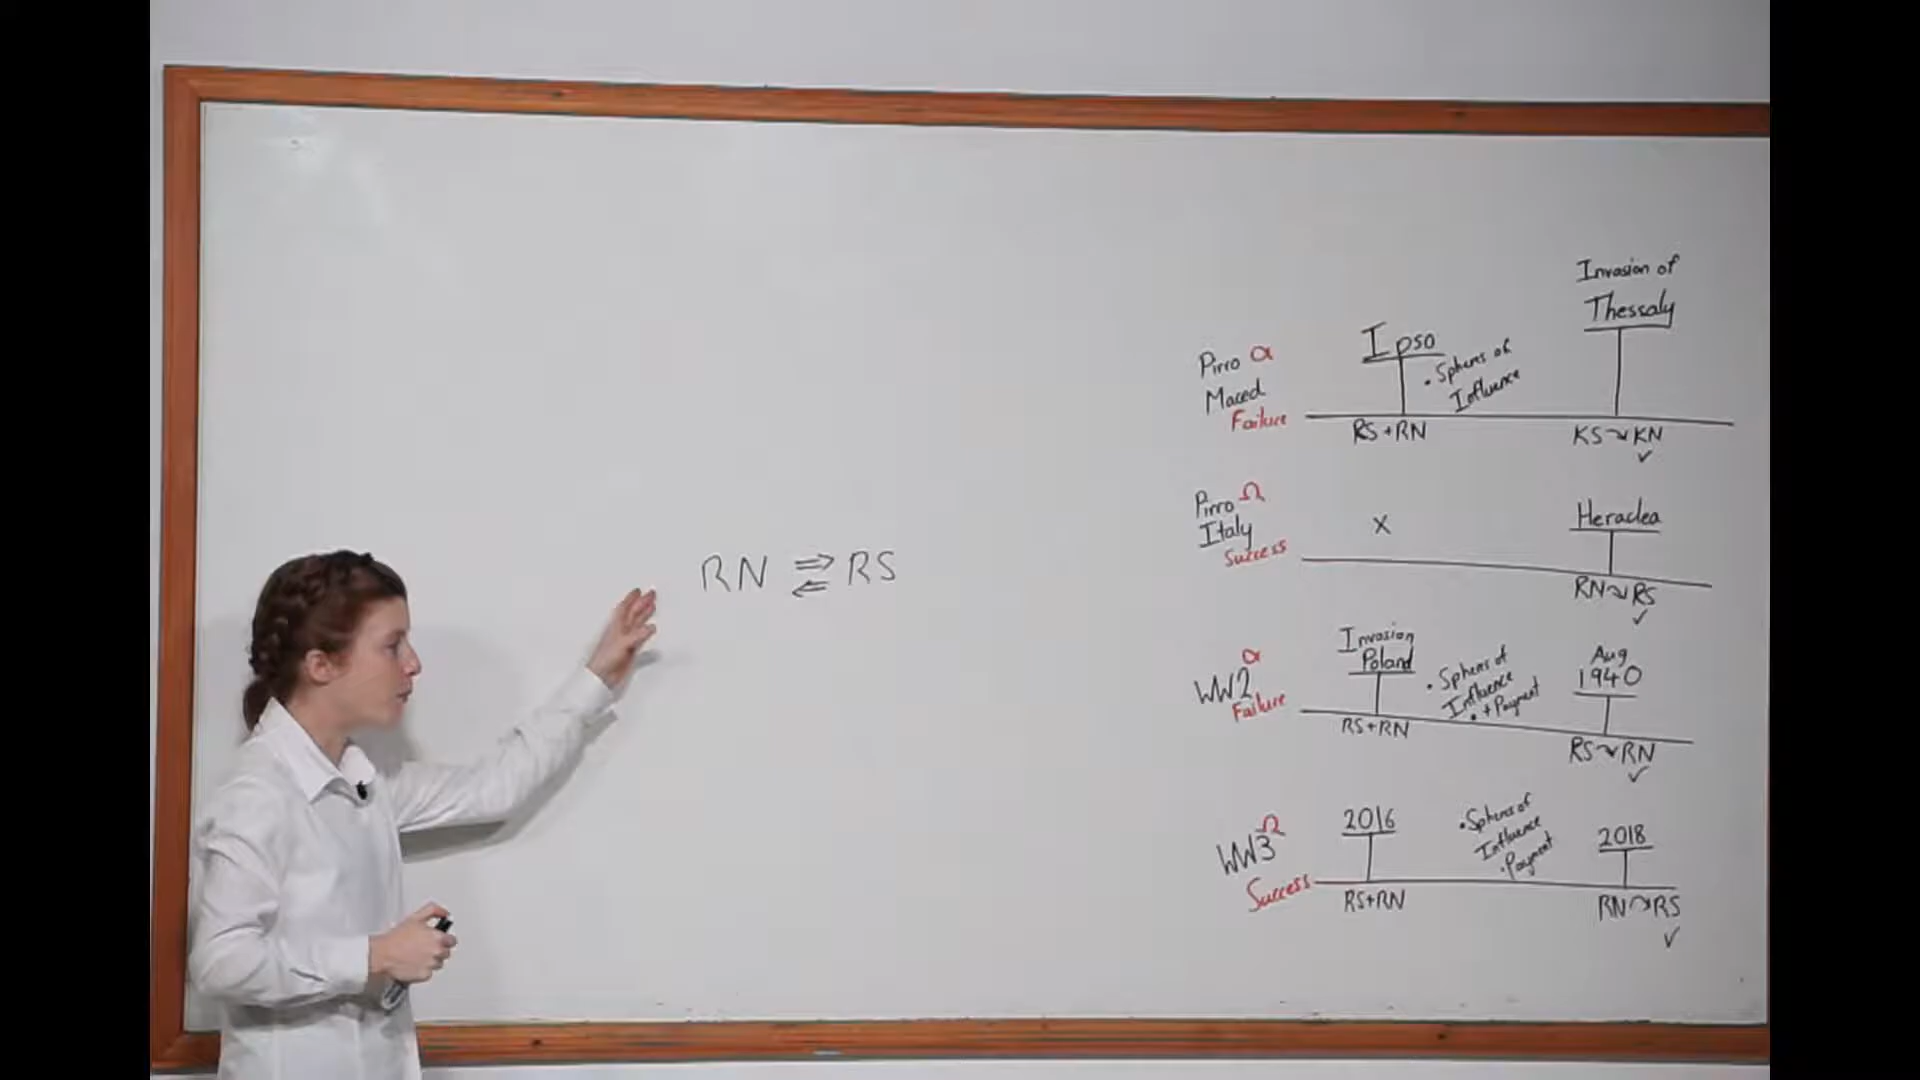 RN ⇄ RS
Invasion of
Thessaly
Pirro α
Maced
Failure
Ipso
• Spheres of
Influence
RS + RN
KS ↝ KN
✓
Pirro Ω
Italy
Success
X
Heraclea
RN ↝ RS
✓
α
WW2
Failure
Invasion
Poland
• Spheres of
Influence
• + Payment
Aug
1940
RS+RN
RS ↝ RN
✓
Ω
WW3
Success
2016
• Spheres of
Influence
• Payment
2018
RS+RN
RN ↝ RS
✓